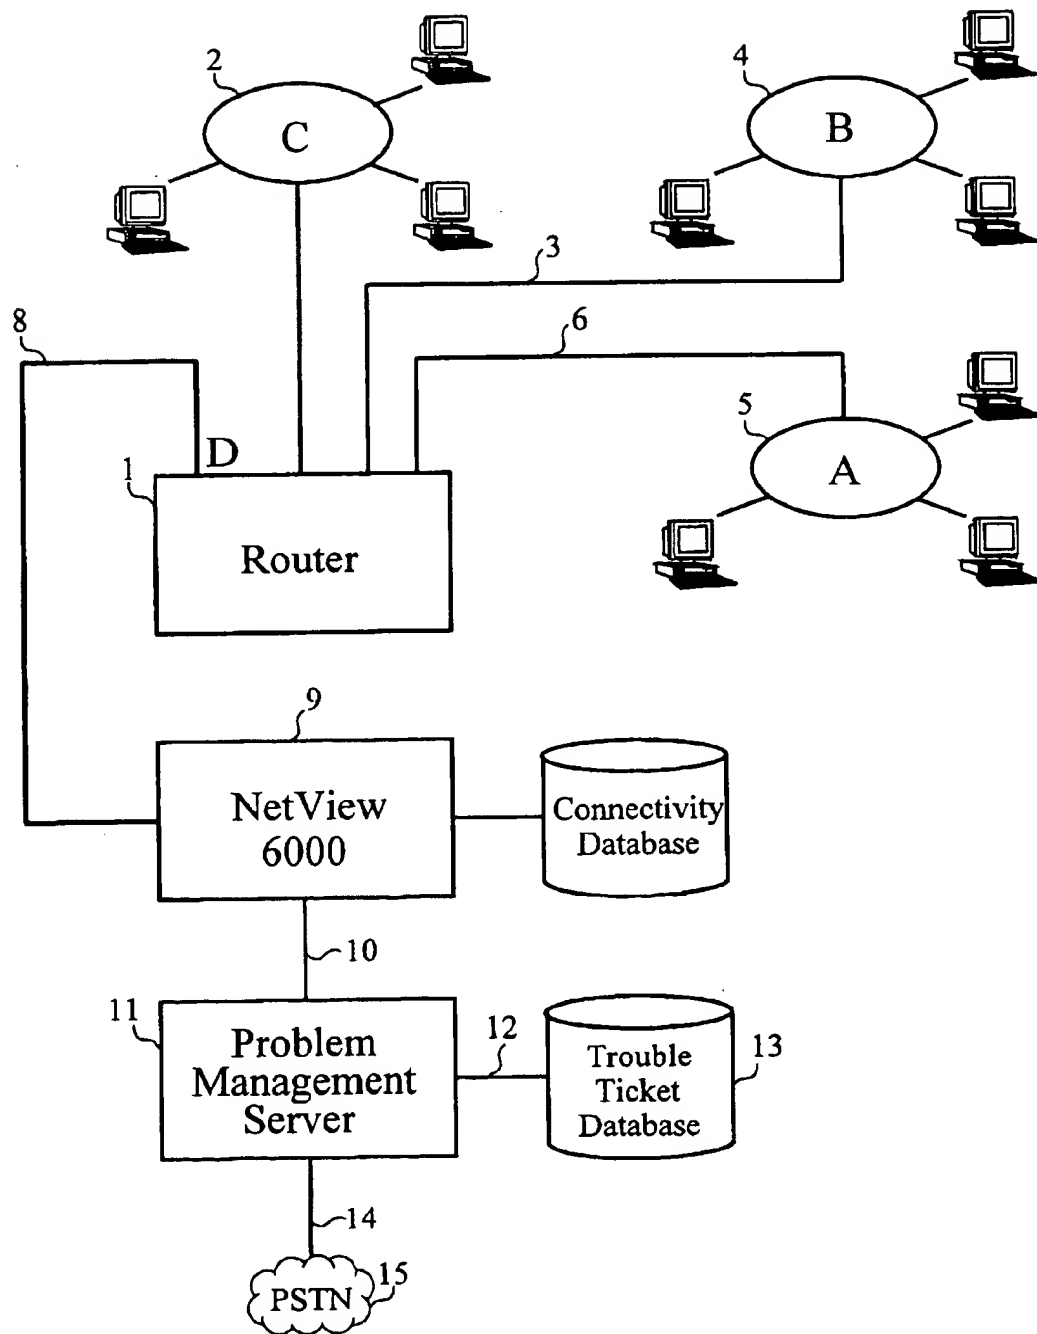 2
C
4
B
3
6
8
5
A
D
1
Router
9
NetView
6000
Connectivity
Database
10
11
Problem
Management
Server
12
Trouble
Ticket
Database
13
14
PSTN
15